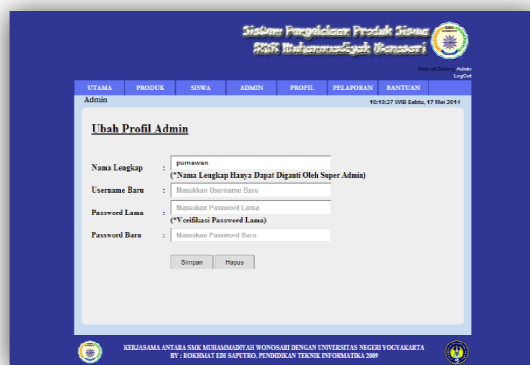 Sistem Pengelolaan Produk Siswa
SMK Muhammadiyah Wonosari
Admin
LogOut
UTAMA PRODUK SISWA ADMIN PROFIL PELAPORAN BANTUAN
Admin 10:10:27 WIB Sabtu, 17 Mei 2014
Ubah Profil Admin
Nama Lengkap : purnawan
(*Nama Lengkap Hanya Dapat Diganti Oleh Super Admin)
Username Baru : Masukkan Username Baru
Password Lama : Masukan Password Lama
(*Verifikasi Password Lama)
Password Baru : Masukan Password Baru
Simpan Hapus
KERJASAMA ANTARA SMK MUHAMMADIYAH WONOSARI DENGAN UNIVERSITAS NEGERI YOGYAKARTA
BY : ROKHMAT EDI SAPUTRO, PENDIDIKAN TEKNIK INFORMATIKA 2009